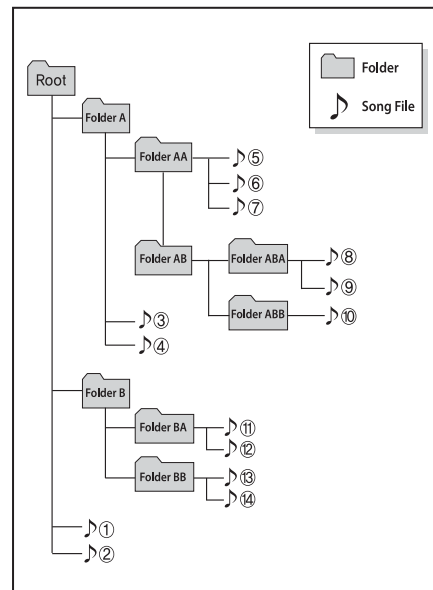 Root
Folder
Song File
Folder A
Folder AA
⑤
⑥
⑦
Folder AB
Folder ABA
⑧
⑨
Folder ABB
⑩
③
④
Folder B
Folder BA
⑪
⑫
Folder BB
⑬
⑭
①
②